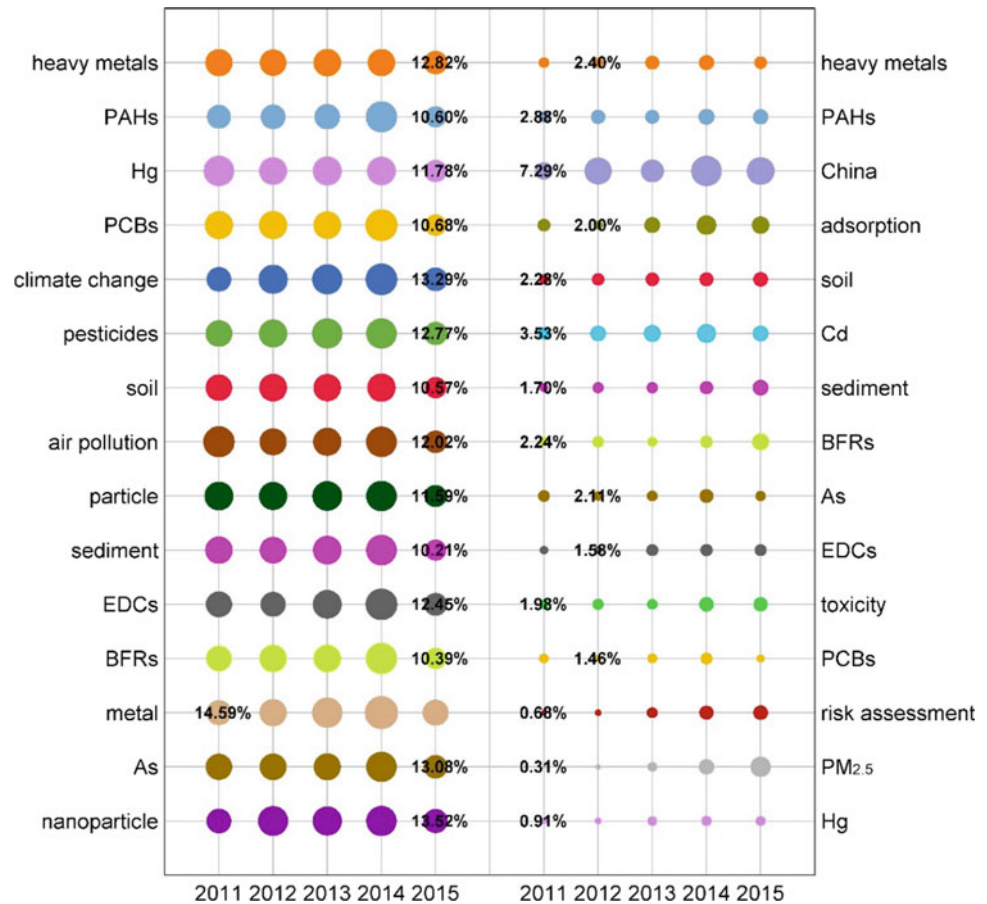 heavy metals 12.82% 2.40% heavy metals
PAHs 10.60% 2.88% PAHs
Hg 11.78% 7.29% China
PCBs 10.68% 2.00% adsorption
climate change 13.29% 2.28% soil
pesticides 12.77% 3.53% Cd
soil 10.57% 1.70% sediment
air pollution 12.02% 2.24% BFRs
particle 11.59% 2.11% As
sediment 10.21% 1.58% EDCs
EDCs 12.45% 1.98% toxicity
BFRs 10.39% 1.46% PCBs
metal 14.59% 0.68% risk assessment
As 13.08% 0.31% PM2.5
nanoparticle 13.52% 0.91% Hg
2011 2012 2013 2014 2015 2011 2012 2013 2014 2015